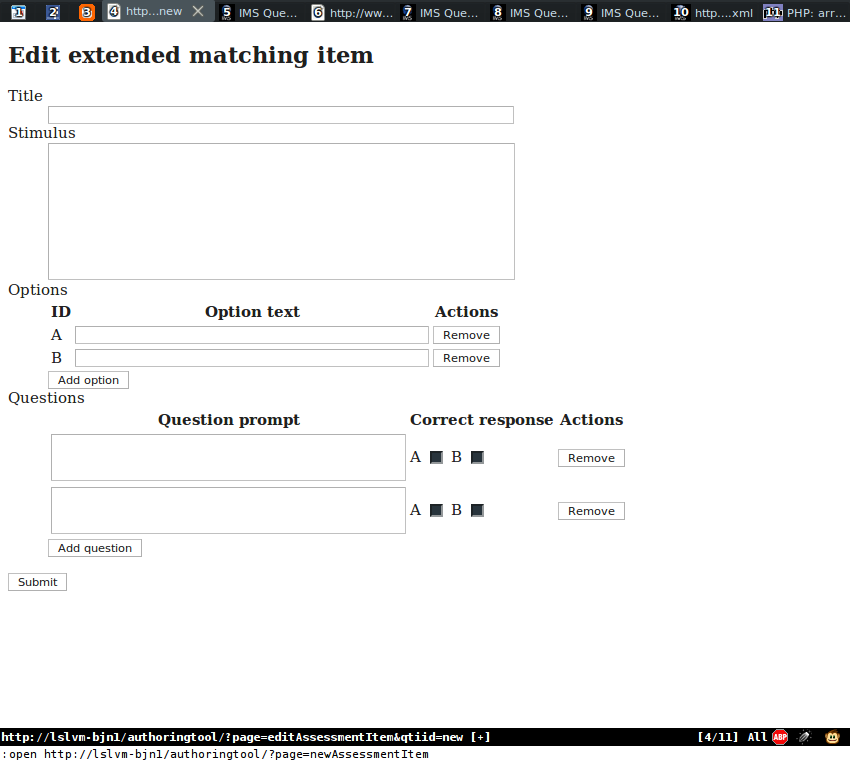 1 2 3 4 http...new 5 IMS Que... 6 http://ww... 7 IMS Que... 8 IMS Que... 9 IMS Que... 10 http....xml 11 PHP: arr...
Edit extended matching item
Title
Stimulus
Options
ID Option text Actions
A Remove
B Remove
Add option
Questions
Question prompt Correct response Actions
A B Remove
A B Remove
Add question
Submit
http://lslvm-bjn1/authoringtool/?page=editAssessmentItem&qtiid=new [+] [4/11] All ABP
:open http://lslvm-bjn1/authoringtool/?page=newAssessmentItem